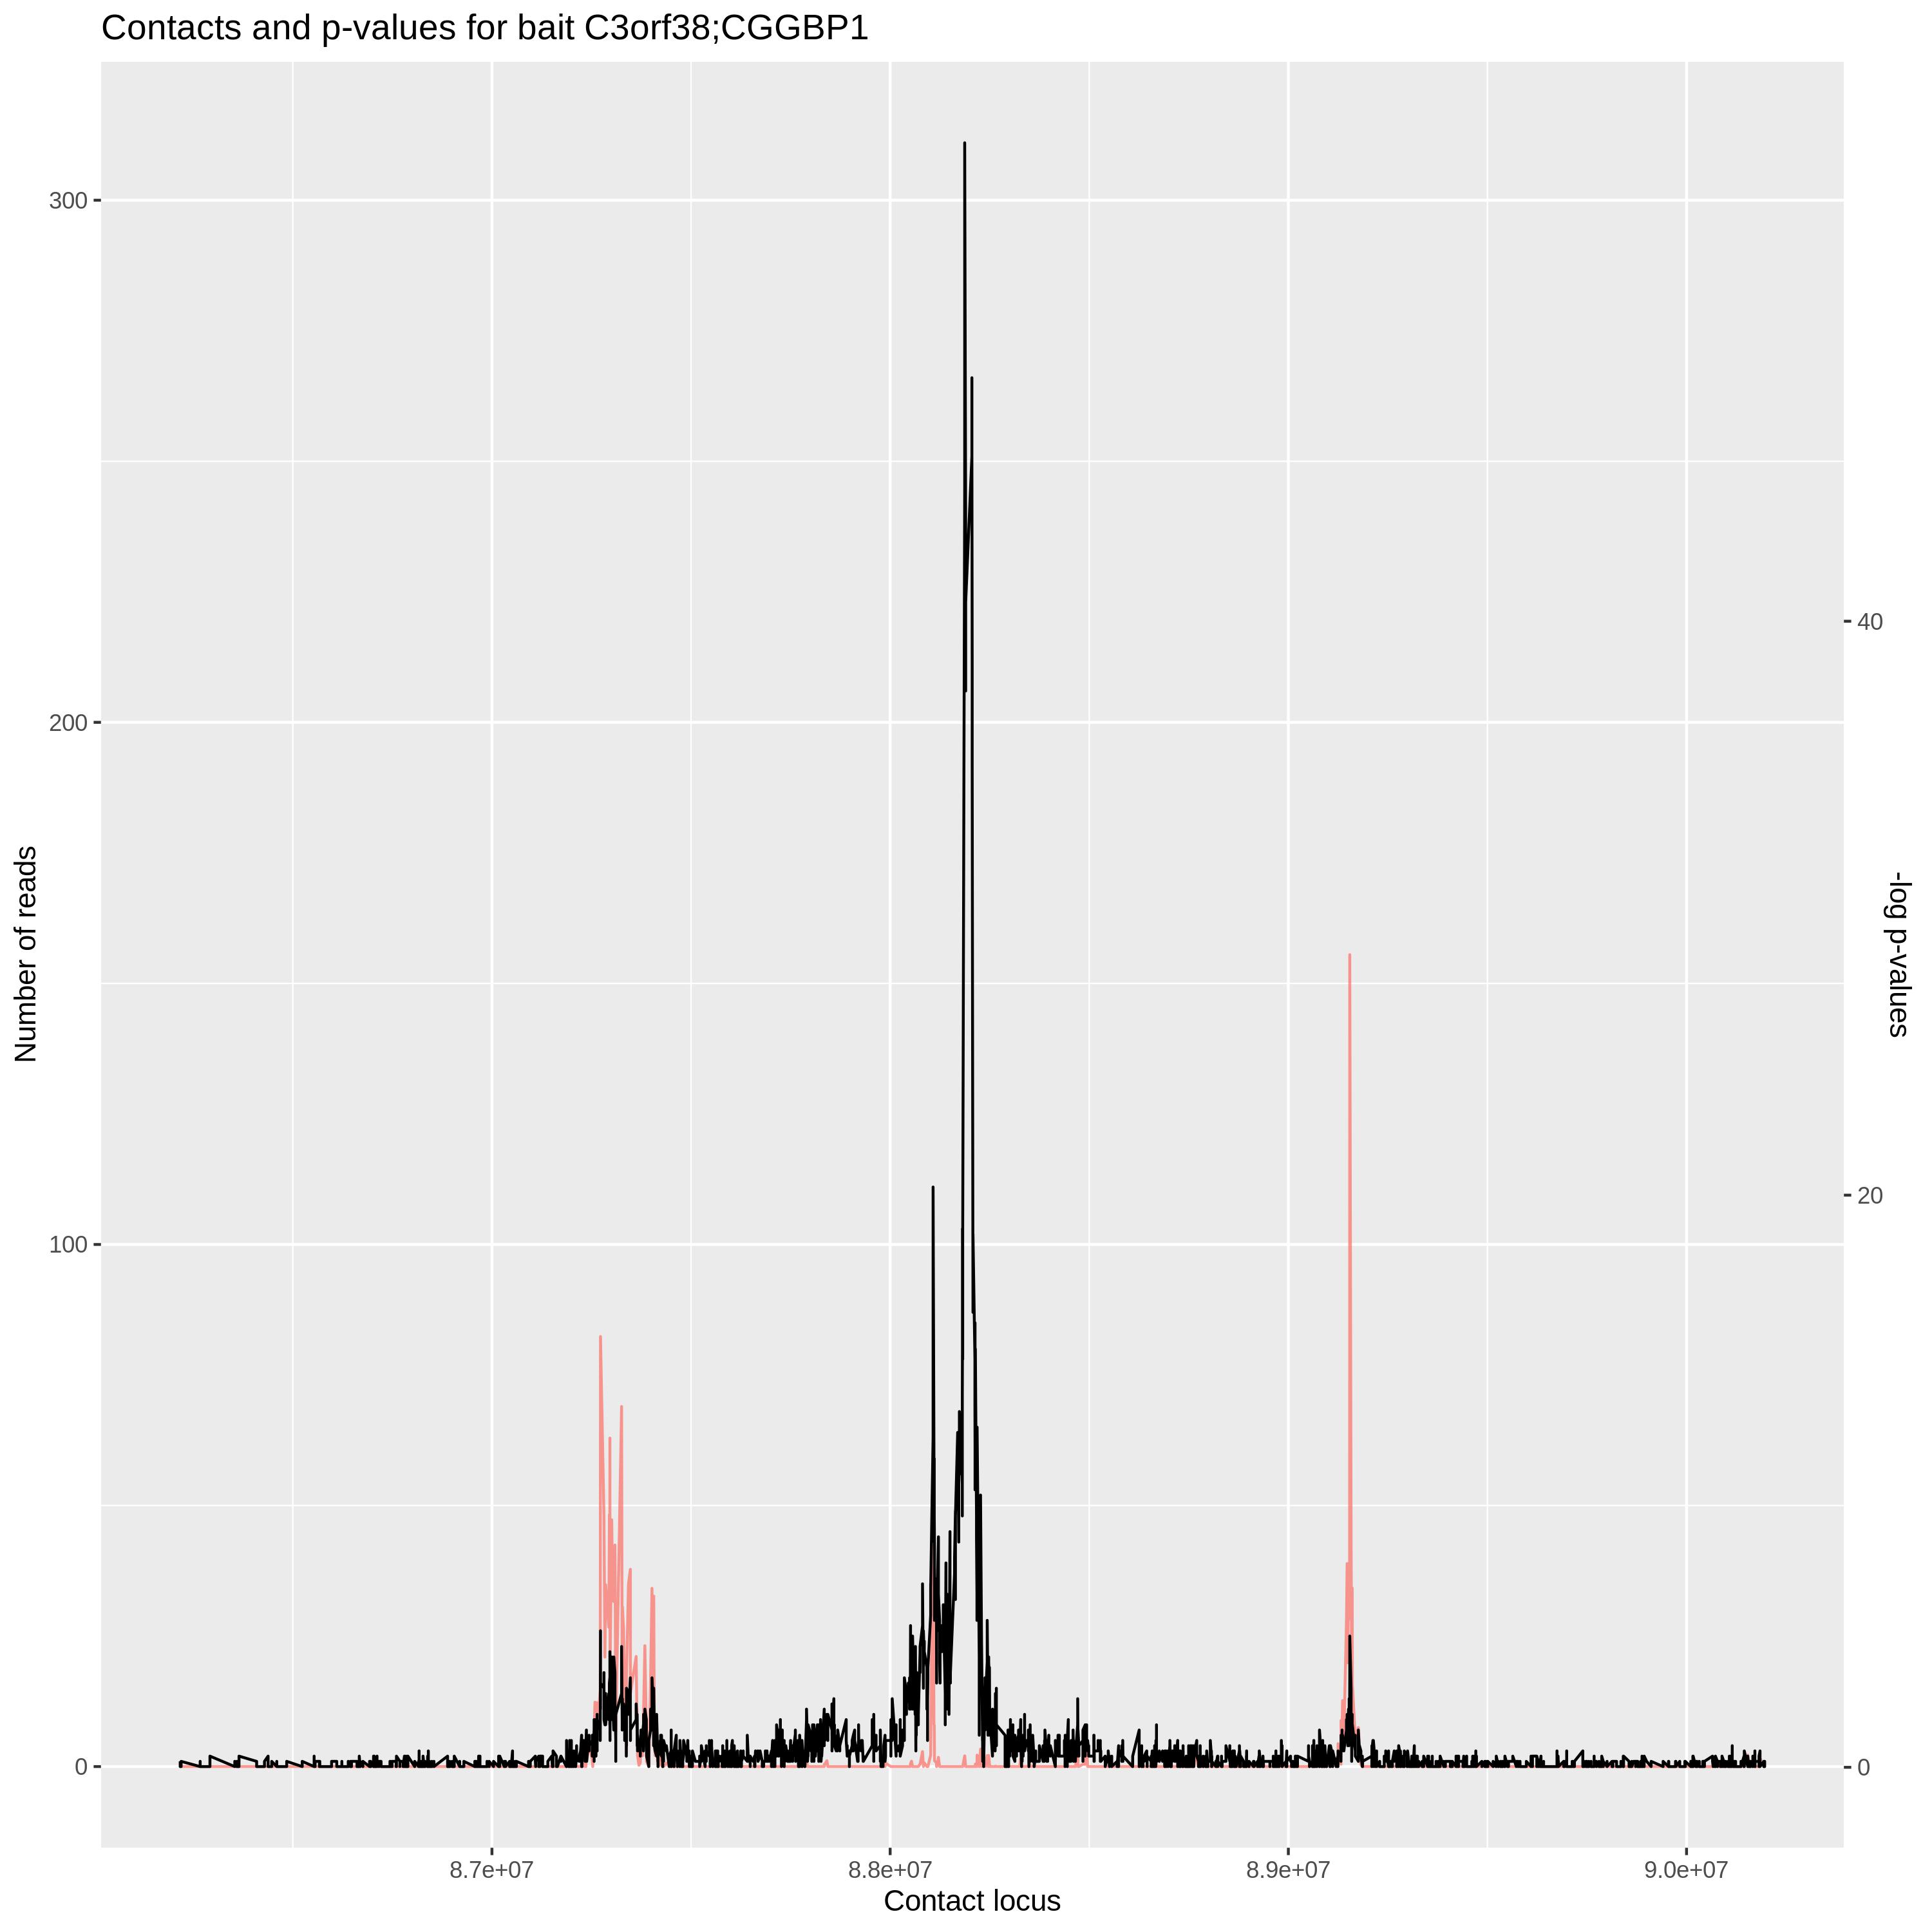 Contacts and p-values for bait C3orf38;CGGBP1
300
200
100
0
Number of reads
40
20
0
-log p-values
8.7e+07 8.8e+07 8.9e+07 9.0e+07
Contact locus